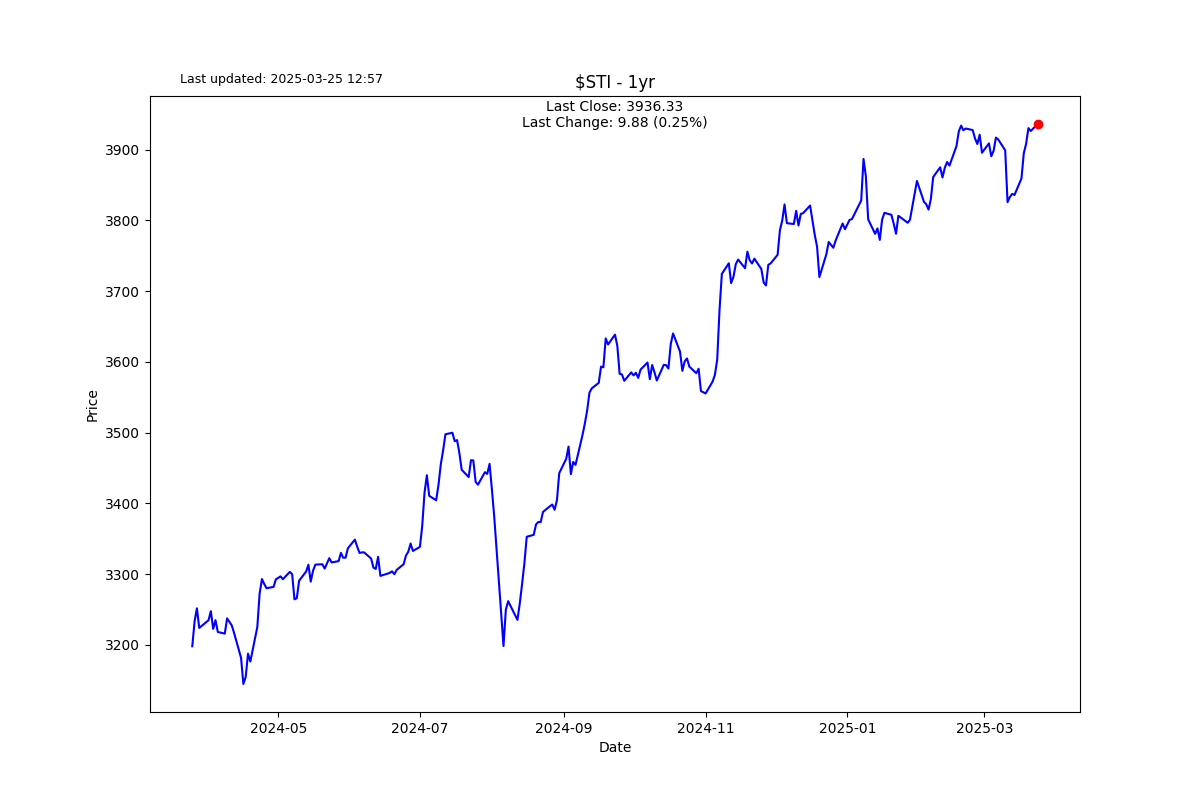 Last updated: 2025-03-25 12:57
$STI - 1yr
Last Close: 3936.33
Last Change: 9.88 (0.25%)
3900
3800
3700
3600
3500
3400
3300
3200
Price
2024-05
2024-07
2024-09
2024-11
2025-01
2025-03
Date